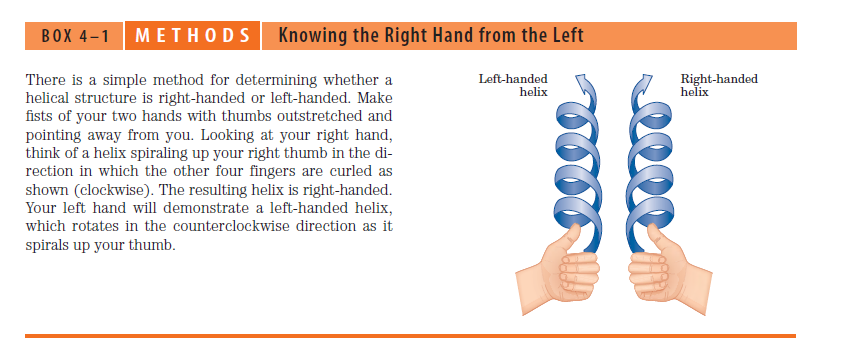 BOX 4–1 METHODS Knowing the Right Hand from the Left
There is a simple method for determining whether a
helical structure is right-handed or left-handed. Make
fists of your two hands with thumbs outstretched and
pointing away from you. Looking at your right hand,
think of a helix spiraling up your right thumb in the di-
rection in which the other four fingers are curled as
shown (clockwise). The resulting helix is right-handed.
Your left hand will demonstrate a left-handed helix,
which rotates in the counterclockwise direction as it
spirals up your thumb.
Left-handed
helix
Right-handed
helix